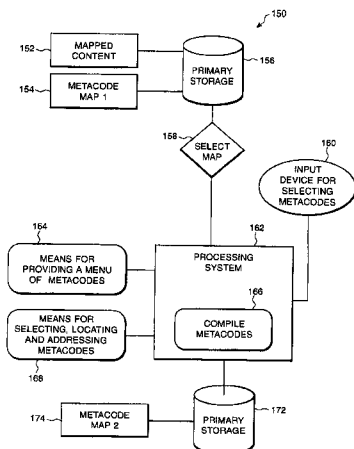 150
152
MAPPED
CONTENT
154
METACODE
MAP 1
PRIMARY
STORAGE
156
158
SELECT
MAP
160
INPUT
DEVICE FOR
SELECTING
METACODES
162
164
MEANS FOR
PROVIDING A MENU
OF METACODES
PROCESSING
SYSTEM
166
COMPILE
METACODES
MEANS FOR
SELECTING, LOCATING
AND ADDRESSING
METACODES
168
174
METACODE
MAP 2
PRIMARY
STORAGE
172